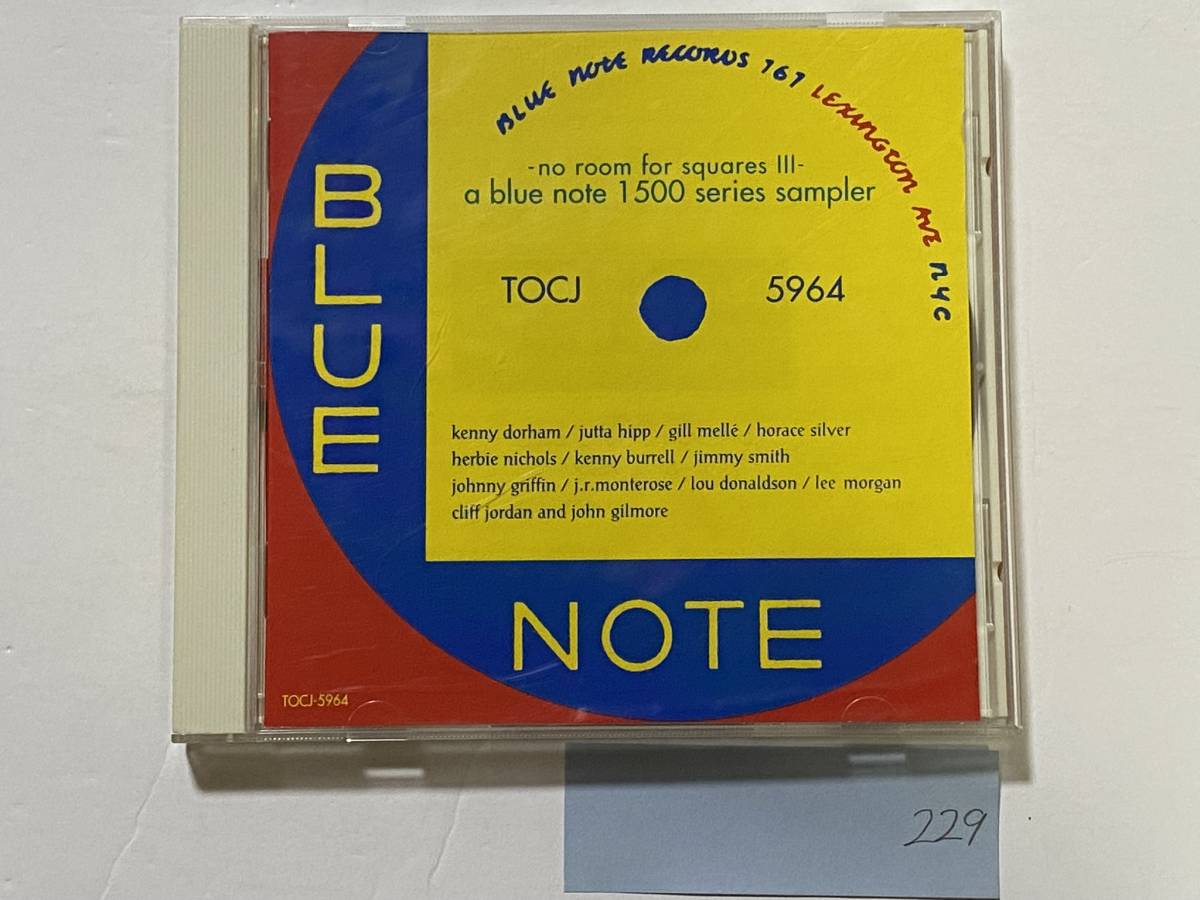 BLUE NOTE RECORDS 767 LEXINGTON AVE NYC
-no room for squares III-
a blue note 1500 series sampler
TOCJ 5964
BLUE
kenny dorham / jutta hipp / gill mellé / horace silver
herbie nichols / kenny burrell / jimmy smith
johnny griffin / j.r.monterose / lou donaldson / lee morgan
cliff jordan and john gilmore
NOTE
TOCJ-5964
229